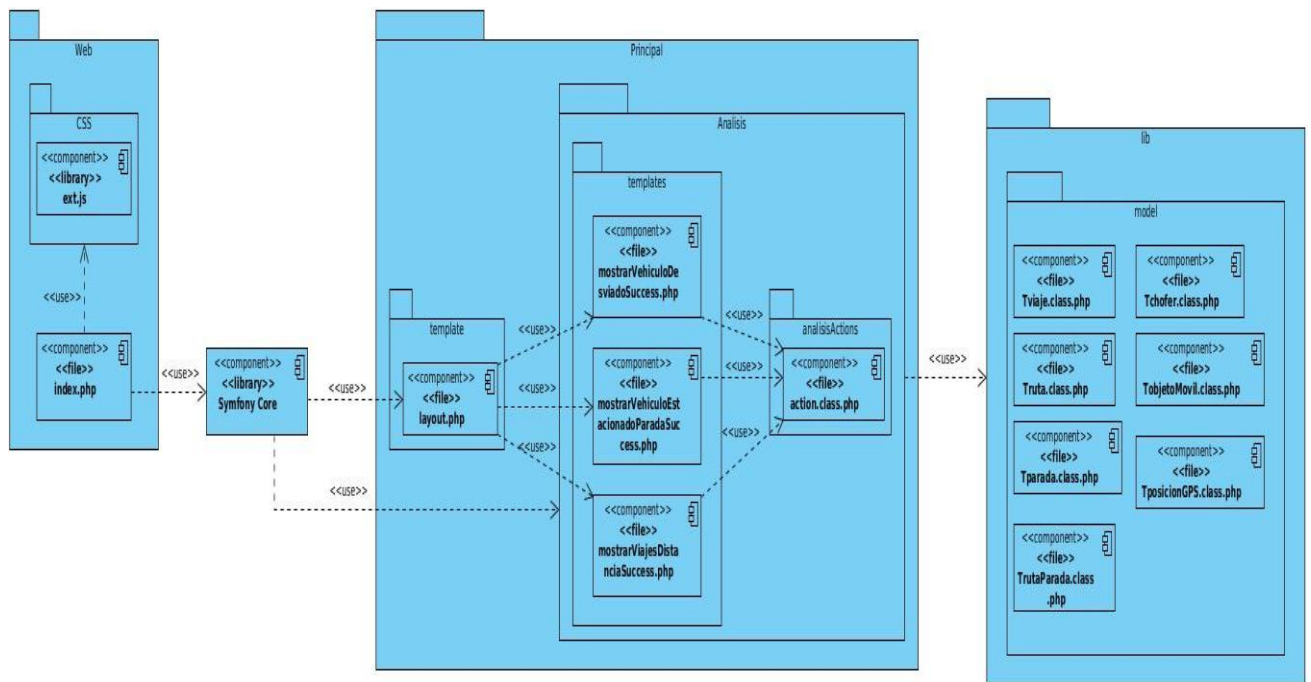 Web
CSS
<<component>>
<<library>>
ext.js
<<use>>
<<component>>
<<file>>
index.php
<<use>>
<<component>>
<<library>>
Symfony Core
<<use>>
<<use>>
Principal
template
<<component>>
<<file>>
layout.php
<<use>>
<<use>>
<<use>>
Analisis
templates
<<component>>
<<file>>
mostrarVehiculoDe
sviadoSuccess.php
<<component>>
<<file>>
mostrarVehiculoEst
acionadoParadaSuc
cess.php
<<component>>
<<file>>
mostrarViajesDista
nciaSuccess.php
<<use>>
<<use>>
<<use>>
analisisActions
<<component>>
<<file>>
action.class.php
<<use>>
lib
model
<<component>>
<<file>>
Tviaje.class.php
<<component>>
<<file>>
Tchofer.class.php
<<component>>
<<file>>
Truta.class.php
<<component>>
<<file>>
TobjetoMovil.class.php
<<component>>
<<file>>
Tparada.class.php
<<component>>
<<file>>
TposicionGPS.class.php
<<component>>
<<file>>
TrutaParada.class
.php